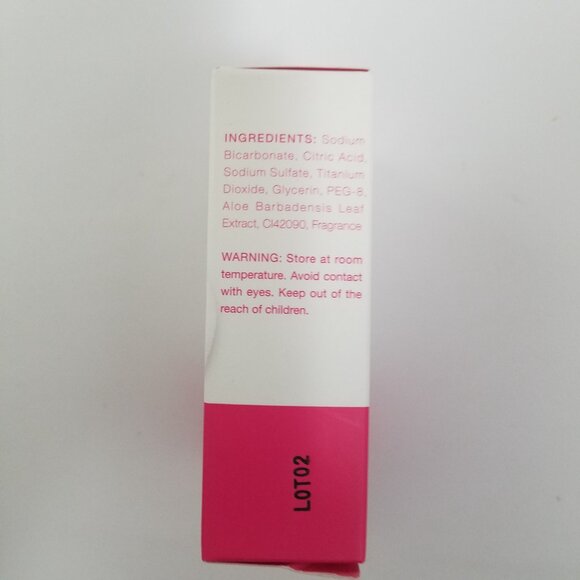 INGREDIENTS: Sodium
Bicarbonate, Citric Acid,
Sodium Sulfate, Titanium
Dioxide, Glycerin, PEG-8,
Aloe Barbadensis Leaf
Extract, CI42090, Fragrance
WARNING: Store at room
temperature. Avoid contact
with eyes. Keep out of the
reach of children.
LOT02